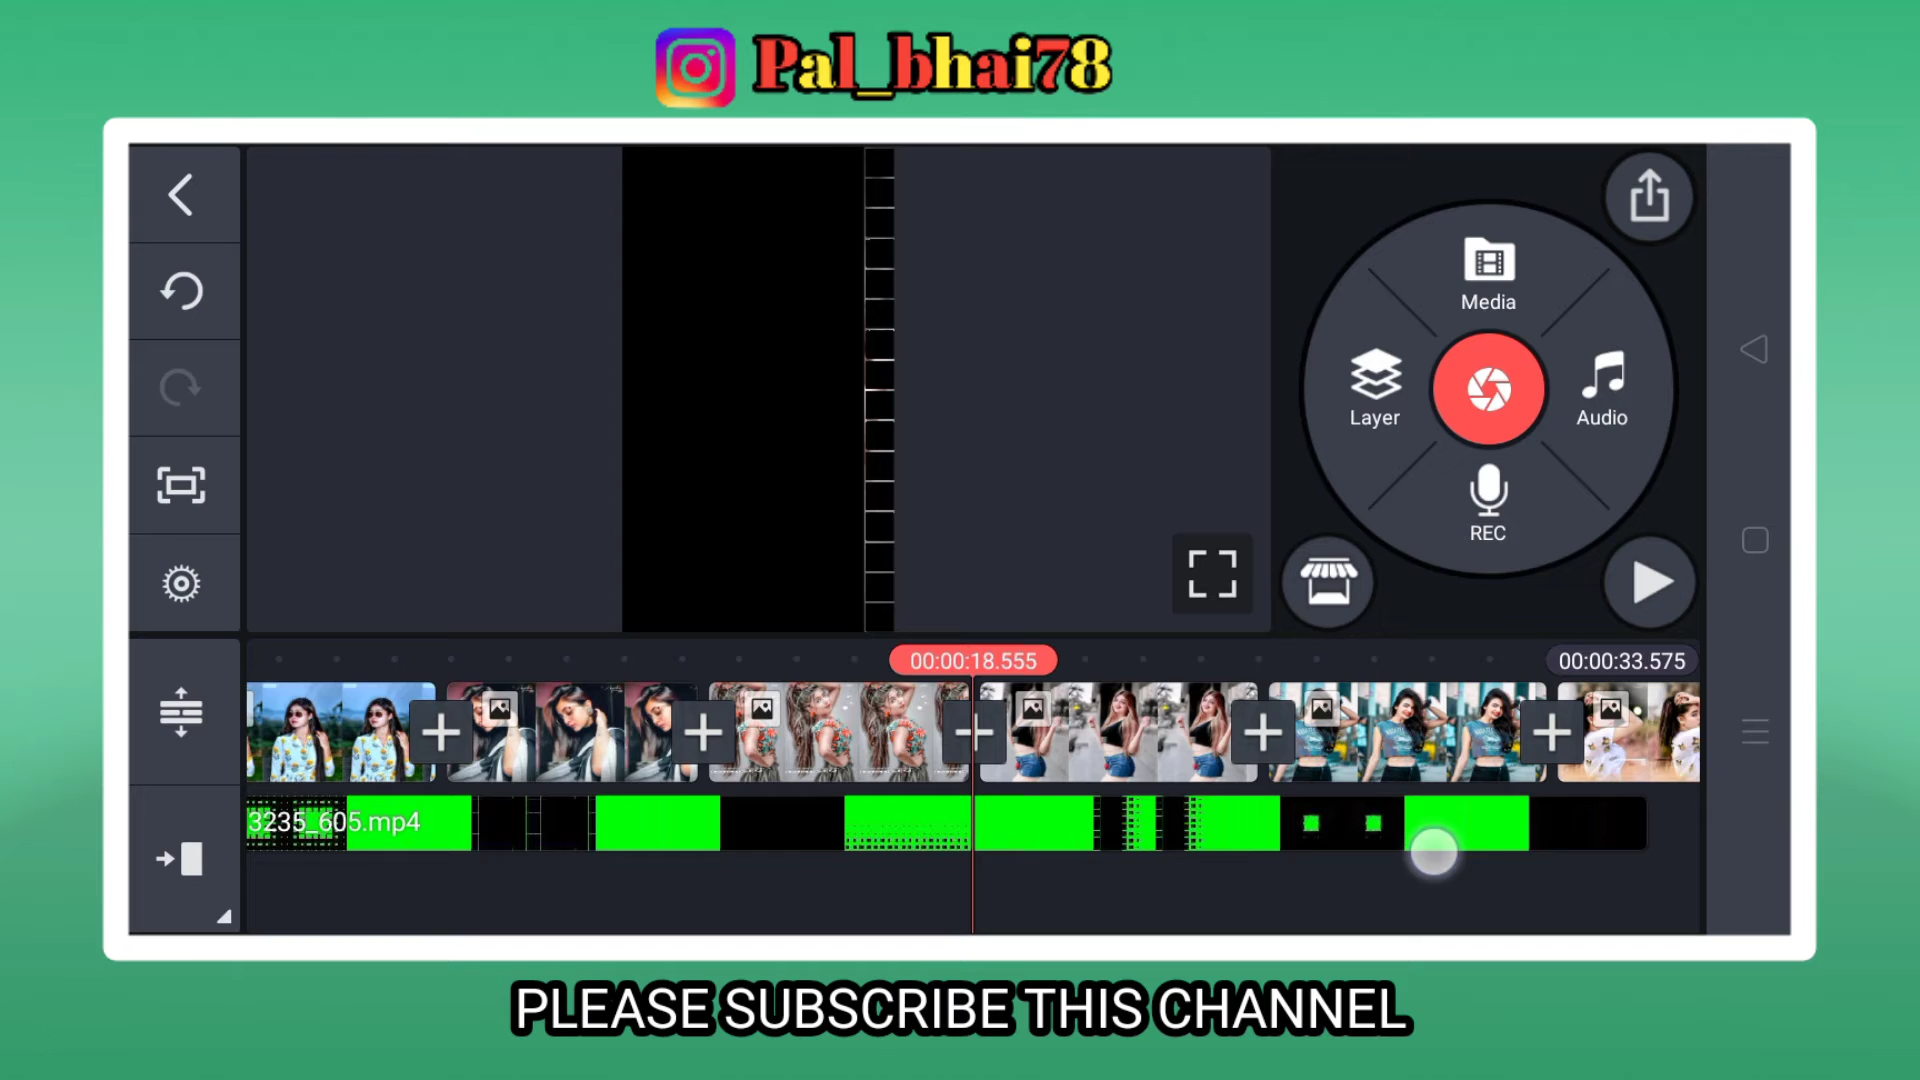 Pal_bhai78
Media
Layer
Audio
REC
00:00:18.555
00:00:33.575
3235_605.mp4
PLEASE SUBSCRIBE THIS CHANNEL